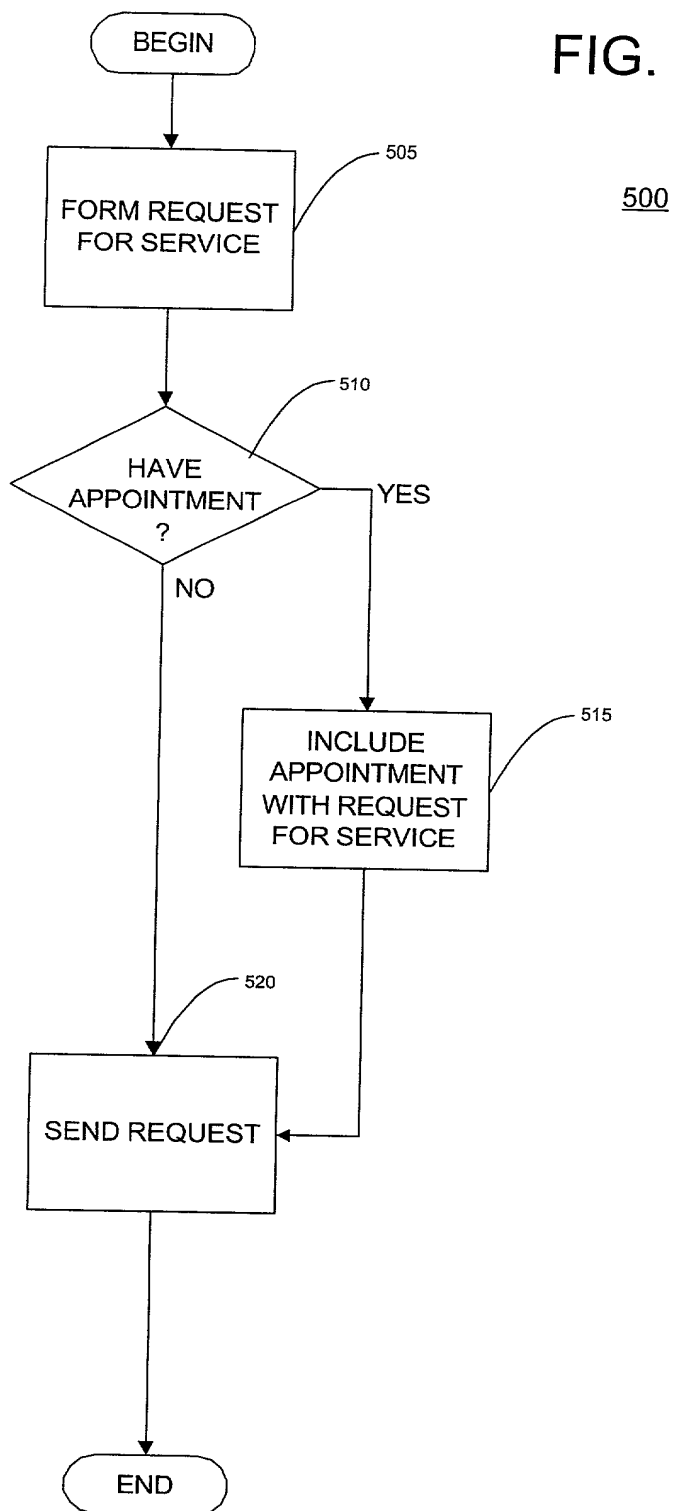 BEGIN
FIG.
505
500
FORM REQUEST
FOR SERVICE
510
HAVE
APPOINTMENT
?
YES
NO
515
INCLUDE
APPOINTMENT
WITH REQUEST
FOR SERVICE
520
SEND REQUEST
END